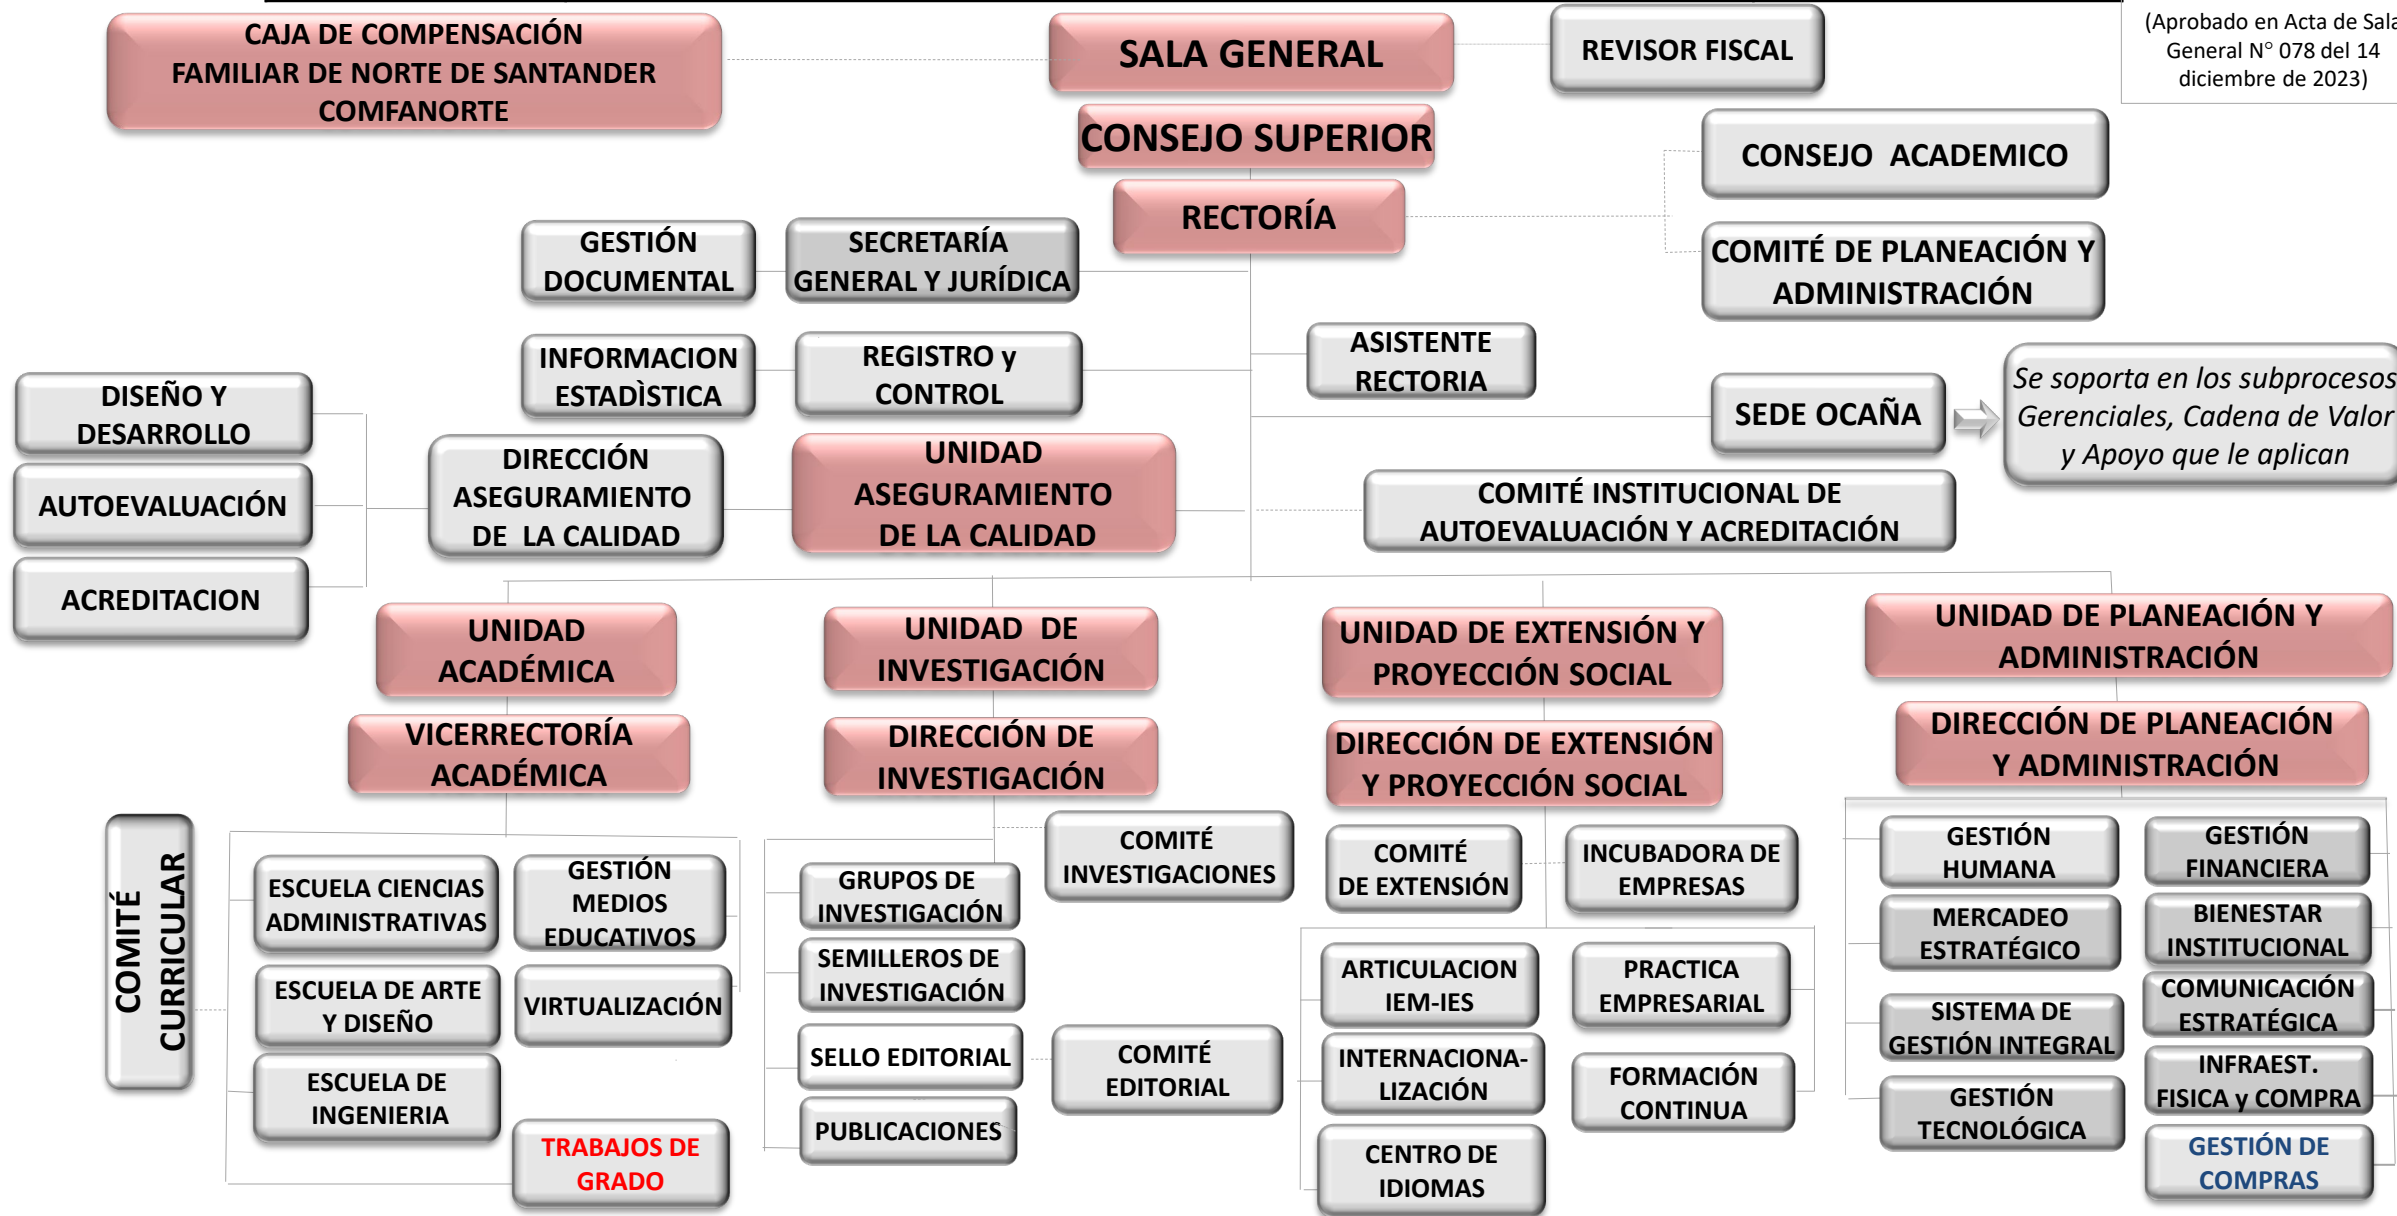 CAJA DE COMPENSACIÓN
FAMILIAR DE NORTE DE SANTANDER
COMFANORTE
SALA GENERAL
REVISOR FISCAL
(Aprobado en Acta de Sala
General N° 078 del 14
diciembre de 2023)
CONSEJO SUPERIOR
CONSEJO ACADEMICO
RECTORÍA
COMITÉ DE PLANEACIÓN Y
ADMINISTRACIÓN
GESTIÓN
DOCUMENTAL
SECRETARÍA
GENERAL Y JURÍDICA
INFORMACION
ESTADÌSTICA
REGISTRO y
CONTROL
ASISTENTE
RECTORIA
SEDE OCAÑA
Se soporta en los subprocesos
Gerenciales, Cadena de Valor
y Apoyo que le aplican
DISEÑO Y
DESARROLLO
AUTOEVALUACIÓN
ACREDITACION
DIRECCIÓN
ASEGURAMIENTO
DE LA CALIDAD
UNIDAD
ASEGURAMIENTO
DE LA CALIDAD
COMITÉ INSTITUCIONAL DE
AUTOEVALUACIÓN Y ACREDITACIÓN
UNIDAD
ACADÉMICA
UNIDAD DE
INVESTIGACIÓN
UNIDAD DE EXTENSIÓN Y
PROYECCIÓN SOCIAL
UNIDAD DE PLANEACIÓN Y
ADMINISTRACIÓN
VICERRECTORÍA
ACADÉMICA
DIRECCIÓN DE
INVESTIGACIÓN
DIRECCIÓN DE EXTENSIÓN
Y PROYECCIÓN SOCIAL
DIRECCIÓN DE PLANEACIÓN
Y ADMINISTRACIÓN
COMITÉ
CURRICULAR
ESCUELA CIENCIAS
ADMINISTRATIVAS
GESTIÓN
MEDIOS
EDUCATIVOS
ESCUELA DE ARTE
Y DISEÑO
VIRTUALIZACIÓN
ESCUELA DE
INGENIERIA
TRABAJOS DE
GRADO
COMITÉ
INVESTIGACIONES
GRUPOS DE
INVESTIGACIÓN
SEMILLEROS DE
INVESTIGACIÓN
SELLO EDITORIAL
COMITÉ
EDITORIAL
PUBLICACIONES
COMITÉ
DE EXTENSIÓN
INCUBADORA DE
EMPRESAS
ARTICULACION
IEM-IES
PRACTICA
EMPRESARIAL
INTERNACIONA-
LIZACIÓN
FORMACIÓN
CONTINUA
CENTRO DE
IDIOMAS
GESTIÓN
HUMANA
GESTIÓN
FINANCIERA
MERCADEO
ESTRATÉGICO
BIENESTAR
INSTITUCIONAL
SISTEMA DE
GESTIÓN INTEGRAL
COMUNICACIÓN
ESTRATÉGICA
GESTIÓN
TECNOLÓGICA
INFRAEST.
FISICA y COMPRA
GESTIÓN DE
COMPRAS